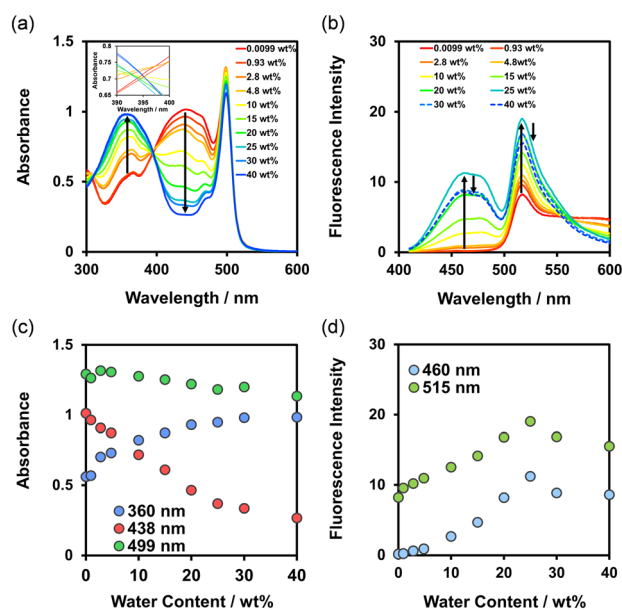 (a)
1.5
1
0.5
0
300 400 500 600
Absorbance
Wavelength / nm
0.8
0.75
0.7
0.65
390 395 400
Absorbance
Wavelength / nm
0.0099 wt%
0.93 wt%
2.8 wt%
4.8 wt%
10 wt%
15 wt%
20 wt%
25 wt%
30 wt%
40 wt%
(b)
30
20
10
0
400 450 500 550 600
Fluorescence Intensity
Wavelength / nm
0.0099 wt% 0.93 wt%
2.8 wt% 4.8wt%
10 wt% 15 wt%
20 wt% 25 wt%
30 wt% 40 wt%
(c)
1.5
1
0.5
0
0 10 20 30 40
Absorbance
Water Content / wt%
360 nm
438 nm
499 nm
(d)
30
20
10
0
0 10 20 30 40
Fluorescence Intensity
Water Content / wt%
460 nm
515 nm